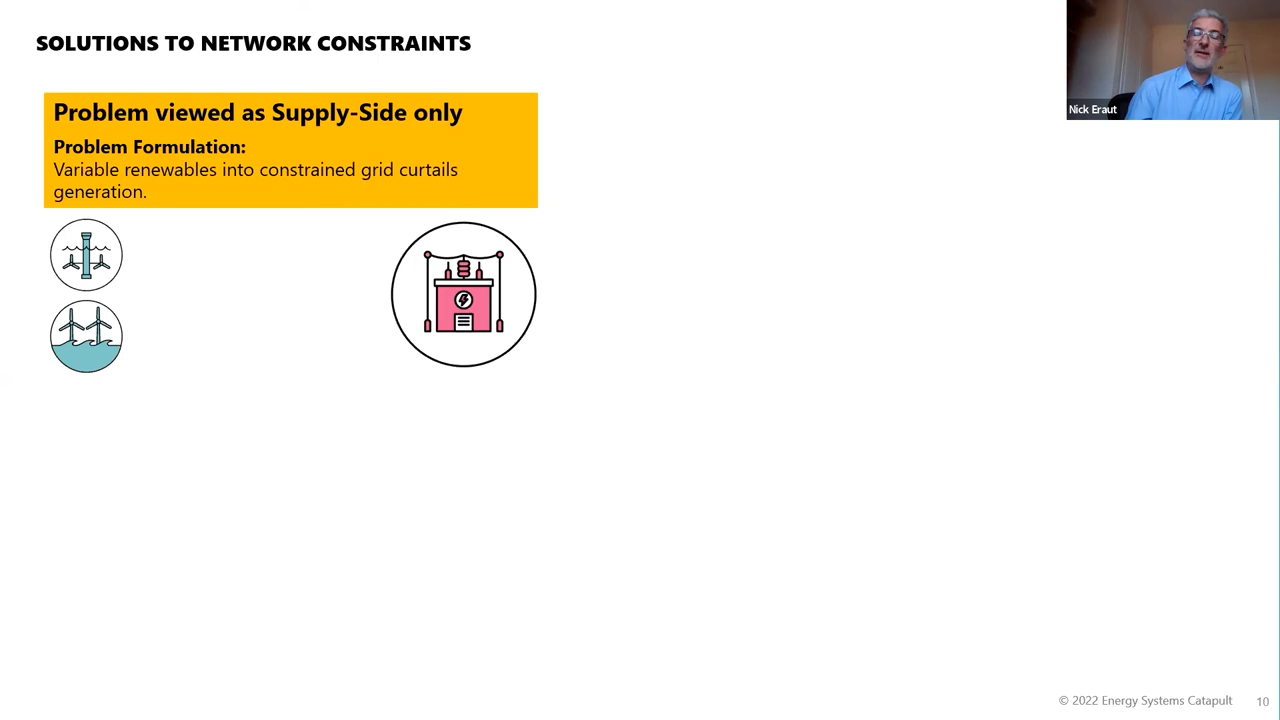 SOLUTIONS TO NETWORK CONSTRAINTS
Problem viewed as Supply-Side only
Problem Formulation:
Variable renewables into constrained grid curtails
generation.
Nick Eraut
© 2022 Energy Systems Catapult 10